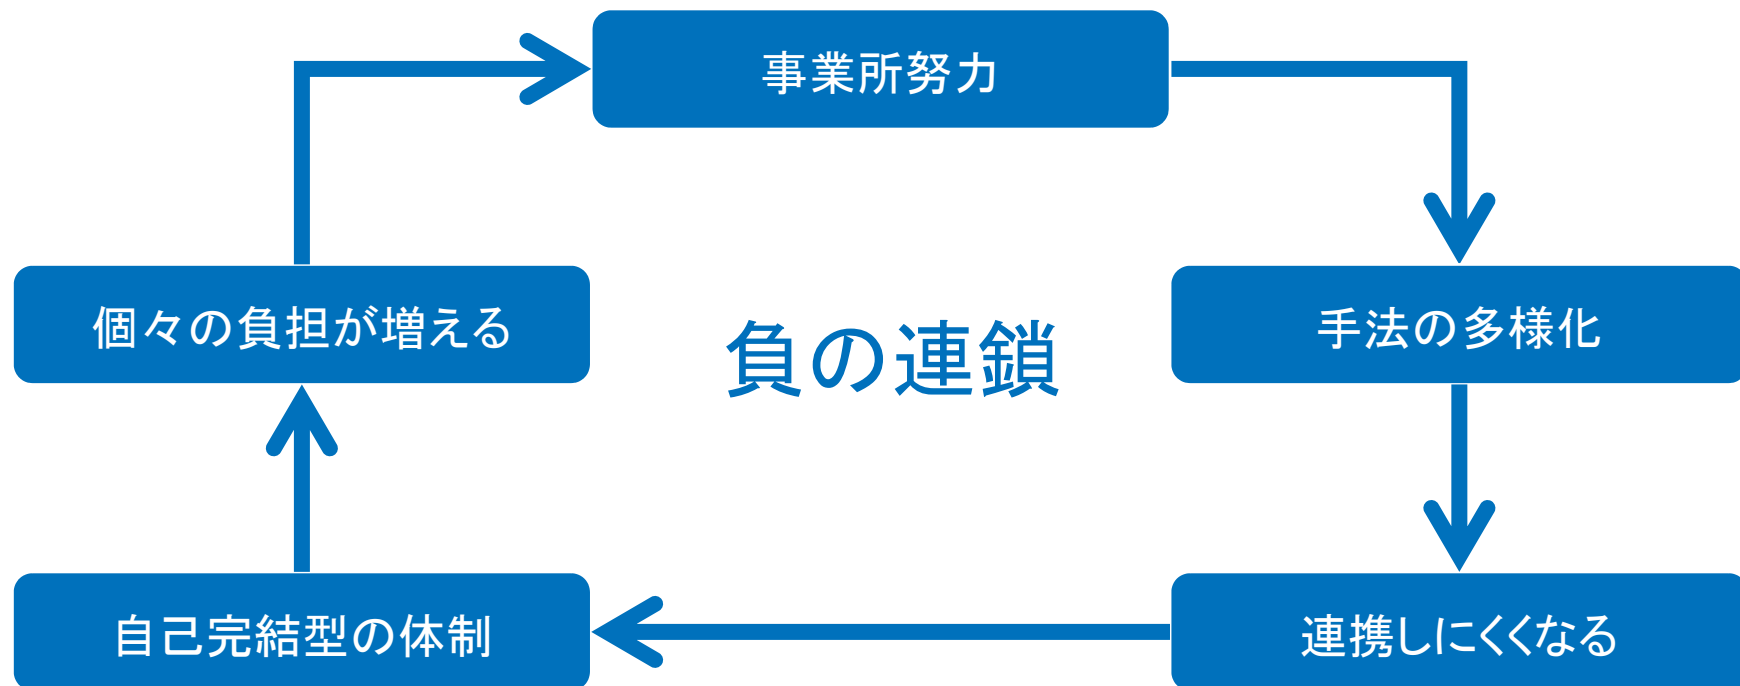 事業所努力
個々の負担が増える
負の連鎖
手法の多様化
自己完結型の体制
連携しにくくなる